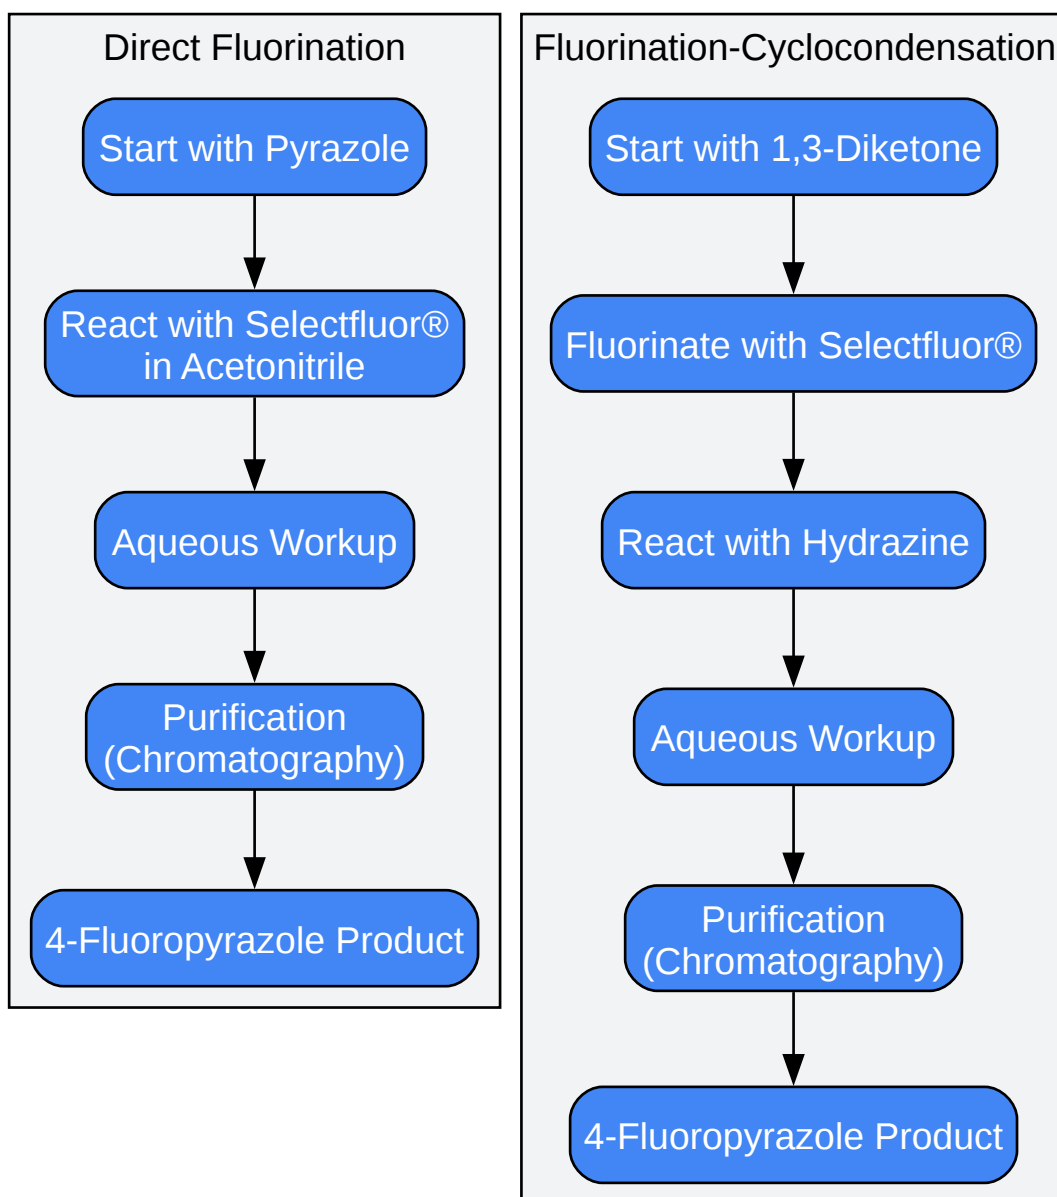 Direct Fluorination
Start with Pyrazole
React with Selectfluor®
in Acetonitrile
Aqueous Workup
Purification
(Chromatography)
4-Fluoropyrazole Product
Fluorination-Cyclocondensation
Start with 1,3-Diketone
Fluorinate with Selectfluor®
React with Hydrazine
Aqueous Workup
Purification
(Chromatography)
4-Fluoropyrazole Product